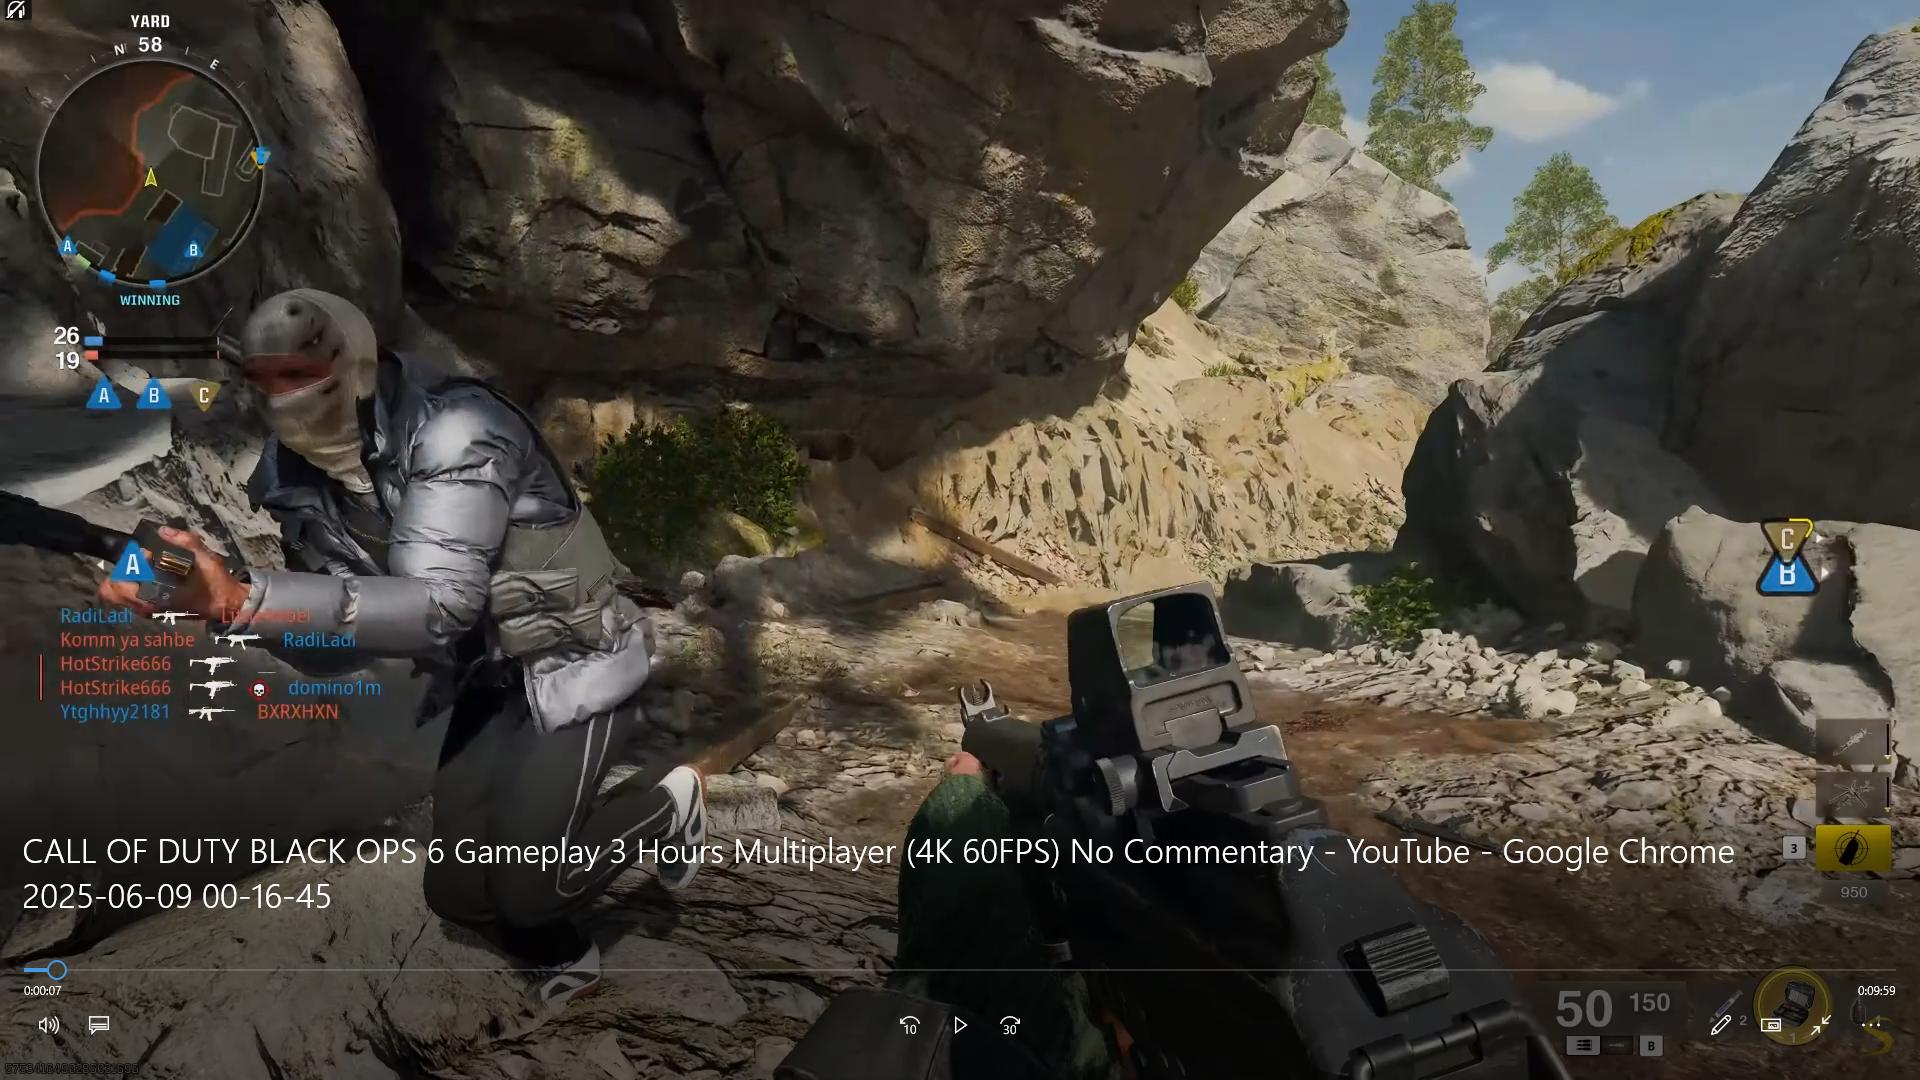 YARD
58
N
E
A
B
WINNING
26
19
A B C
C
B
A
RadiLadi
Komm ya sahbe RadiLadi
HotStrike666
HotStrike666 domino1m
Ytghhyy2181 BXRXHXN
3
950
CALL OF DUTY BLACK OPS 6 Gameplay 3 Hours Multiplayer (4K 60FPS) No Commentary - YouTube - Google Chrome
2025-06-09 00-16-45
0:00:07
0:09:59
50 150
2
10
30
1
B